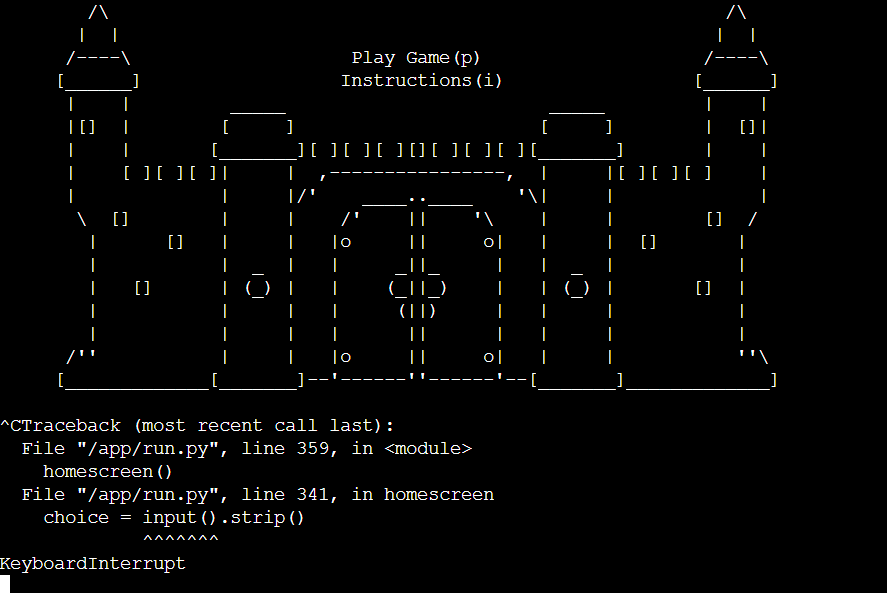 Play Game(p)
Instructions(i)
^CTraceback (most recent call last):
  File "/app/run.py", line 359, in <module>
    homescreen()
  File "/app/run.py", line 341, in homescreen
    choice = input().strip()
             ^^^^^^^
KeyboardInterrupt